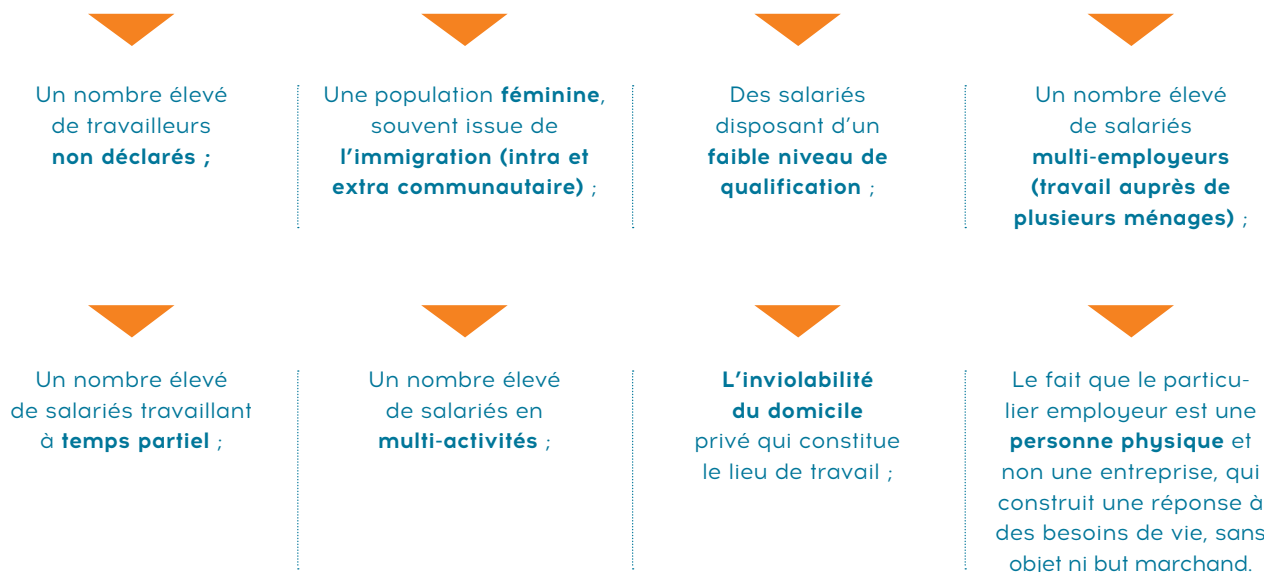 Un nombre élevé
de travailleurs
non déclarés ;
Une population féminine,
souvent issue de
l'immigration (intra et
extra communautaire) ;
Des salariés
disposant d'un
faible niveau de
qualification ;
Un nombre élevé
de salariés
multi-employeurs
(travail auprès de
plusieurs ménages) ;
Un nombre élevé
de salariés travaillant
à temps partiel ;
Un nombre élevé
de salariés en
multi-activités ;
L'inviolabilité
du domicile
privé qui constitue
le lieu de travail ;
Le fait que le particu-
lier employeur est une
personne physique et
non une entreprise, qui
construit une réponse à
des besoins de vie, sans
objet ni but marchand.